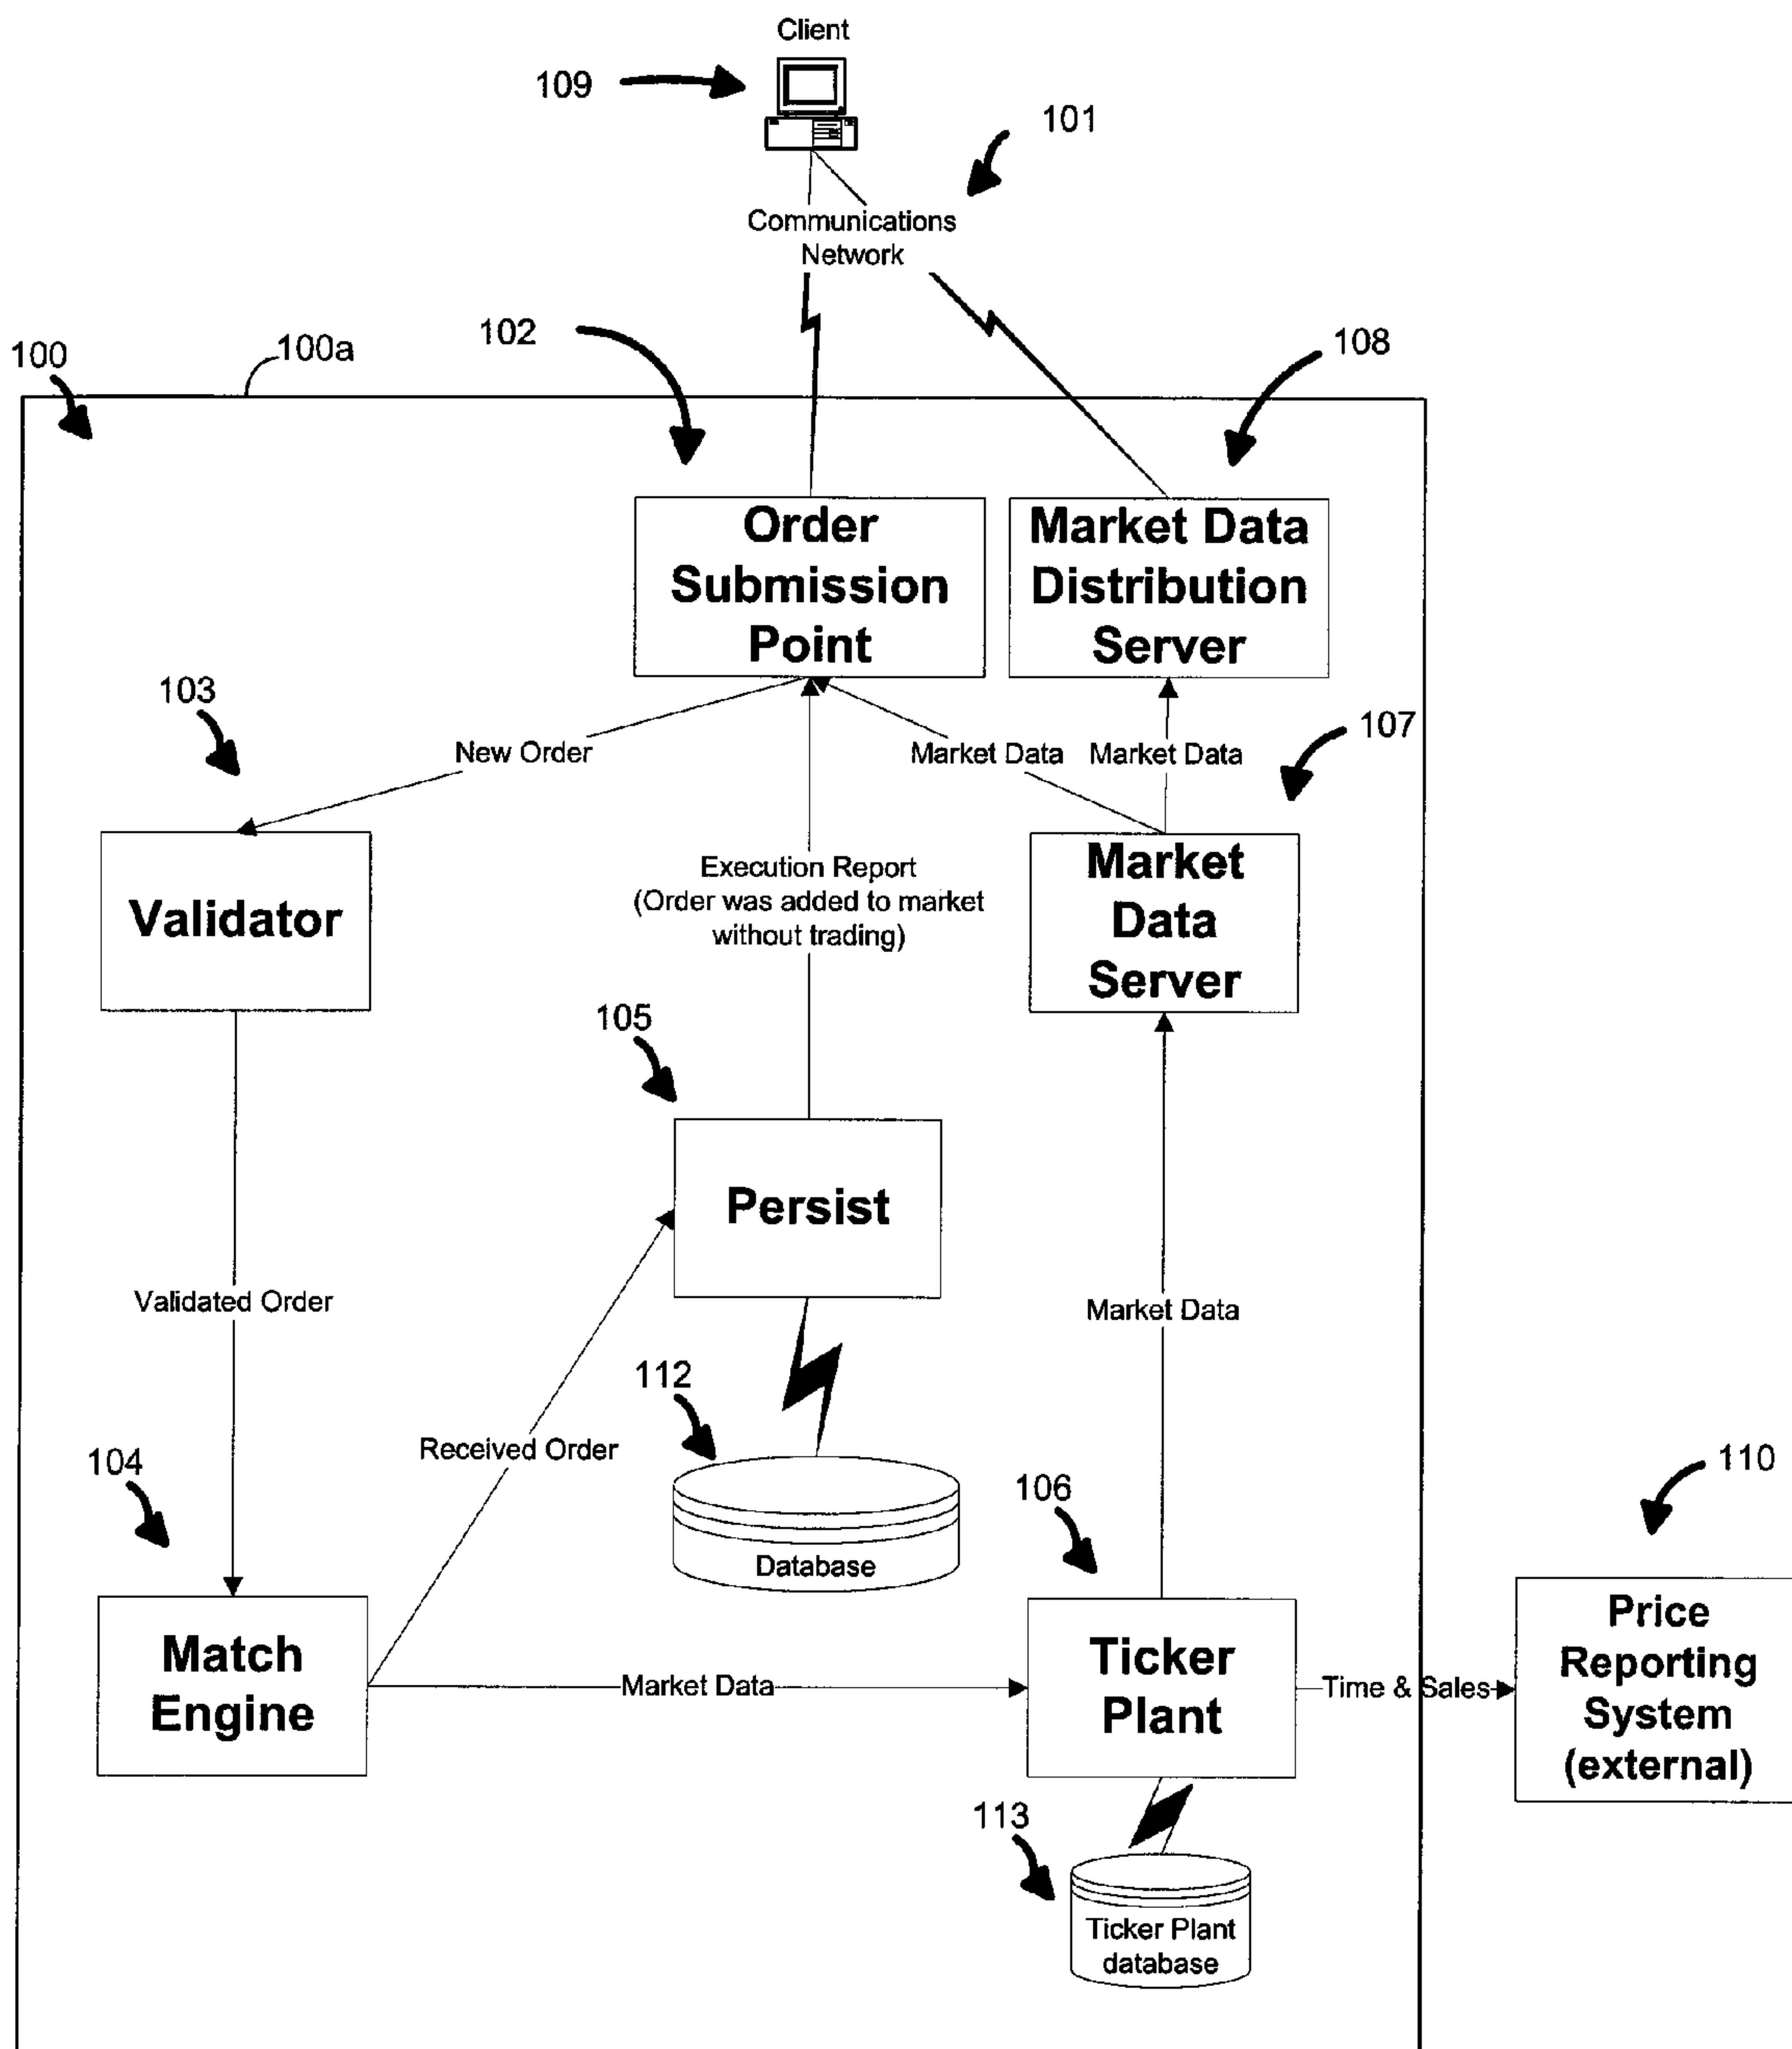 Client
109
101
Communications
Network
102
108
100
100a
Order
Submission
Point
Market Data
Distribution
Server
103
107
New Order
Market Data
Market Data
Validator
Execution Report
(Order was added to market
without trading)
Market
Data
Server
105
Persist
Validated Order
Market Data
112
Received Order
104
106
110
Database
Match
Engine
Market Data
Ticker
Plant
Time & Sales
Price
Reporting
System
(external)
113
Ticker Plant
database